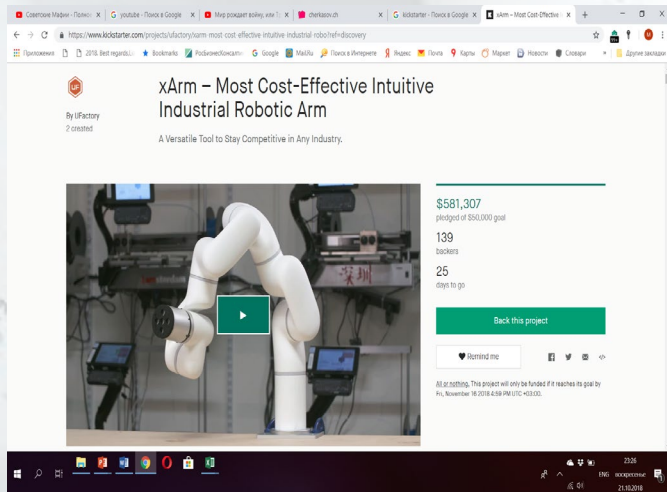 Советские Мафии - Полное
youtube - Поиск в Google
Мир рождает войну, или То
cherkasov.ch
kickstarter - Поиск в Google
xArm – Most Cost-Effective
https://www.kickstarter.com/projects/ufactory/xarm-most-cost-effective-intuitive-industrial-robo?ref=discovery
Приложения
2018. Best regards.
Bookmarks
РосБизнесКонсалтинг
Google
Mail.Ru
Поиск в Интернете
Яндекс
Почта
Карты
Маркет
Новости
Словари
»
Другие закладки
UF
By UFactory
2 created
xArm – Most Cost-Effective Intuitive
Industrial Robotic Arm
A Versatile Tool to Stay Competitive in Any Industry.
$581,307
pledged of $50,000 goal
139
backers
25
days to go
Back this project
Remind me
All or nothing. This project will only be funded if it reaches its goal by
Fri, November 16 2018 4:59 PM UTC +03:00.
ENG
23:26
воскресенье
21.10.2018